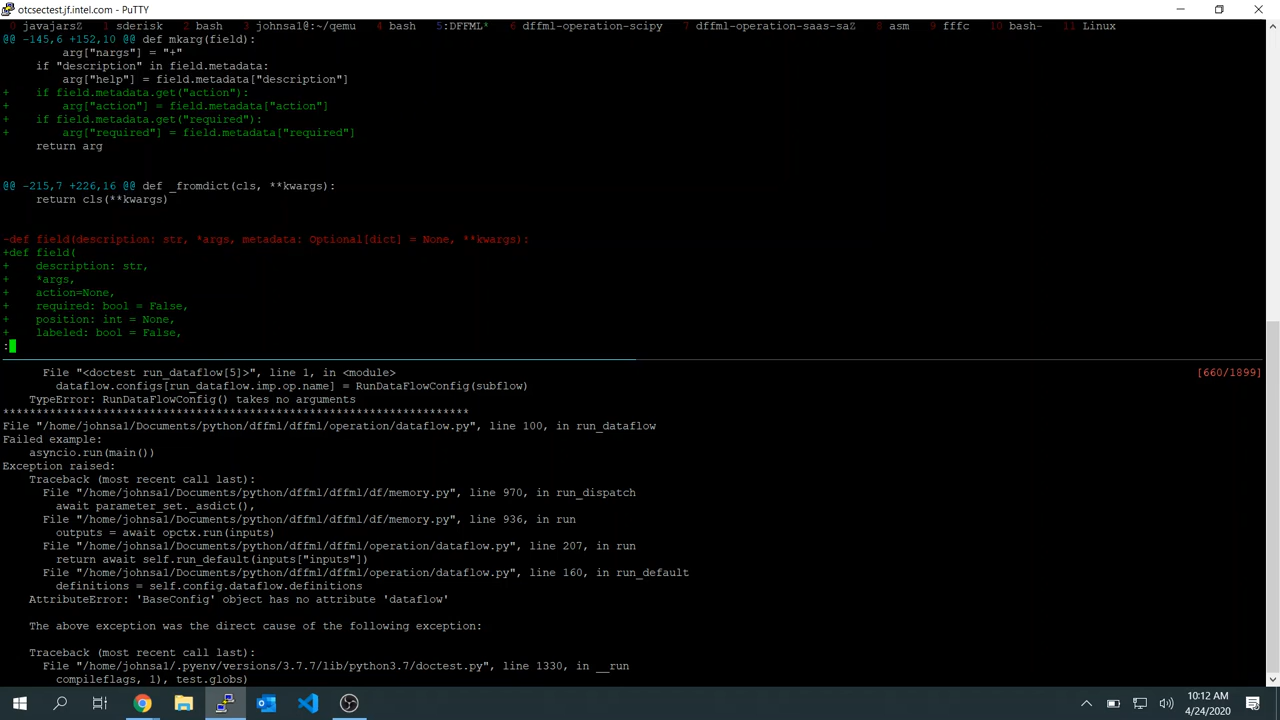 otcsectest.jf.intel.com - PuTTY
0 javajarsZ  1 sderisk  2 bash  3 johnsa1@:~/qemu  4 bash  5:DFFML*  6 dffml-operation-scipy  7 dffml-operation-saas-saZ  8 asm  9 fffc  10 bash-  11 Linux
@@ -145,6 +152,10 @@ def mkarg(field):
         arg["nargs"] = "+"
     if "description" in field.metadata:
         arg["help"] = field.metadata["description"]
+    if field.metadata.get("action"):
+        arg["action"] = field.metadata["action"]
+    if field.metadata.get("required"):
+        arg["required"] = field.metadata["required"]
     return arg
@@ -215,7 +226,16 @@ def _fromdict(cls, **kwargs):
     return cls(**kwargs)
-def field(description: str, *args, metadata: Optional[dict] = None, **kwargs):
+def field(
+    description: str,
+    *args,
+    action=None,
+    required: bool = False,
+    position: int = None,
+    labeled: bool = False,
:
      File "<doctest run_dataflow[5]>", line 1, in <module> [660/1899]
        dataflow.configs[run_dataflow.imp.op.name] = RunDataFlowConfig(subflow)
    TypeError: RunDataFlowConfig() takes no arguments
**********************************************************************
File "/home/johnsa1/Documents/python/dffml/dffml/operation/dataflow.py", line 100, in run_dataflow
Failed example:
    asyncio.run(main())
Exception raised:
    Traceback (most recent call last):
      File "/home/johnsa1/Documents/python/dffml/dffml/df/memory.py", line 970, in run_dispatch
        await parameter_set._asdict(),
      File "/home/johnsa1/Documents/python/dffml/dffml/df/memory.py", line 936, in run
        outputs = await opctx.run(inputs)
      File "/home/johnsa1/Documents/python/dffml/dffml/operation/dataflow.py", line 207, in run
        return await self.run_default(inputs["inputs"])
      File "/home/johnsa1/Documents/python/dffml/dffml/operation/dataflow.py", line 160, in run_default
        definitions = self.config.dataflow.definitions
    AttributeError: 'BaseConfig' object has no attribute 'dataflow'
    The above exception was the direct cause of the following exception:
    Traceback (most recent call last):
      File "/home/johnsa1/.pyenv/versions/3.7.7/lib/python3.7/doctest.py", line 1330, in __run
        compileflags, 1), test.globs)
10:12 AM
4/24/2020